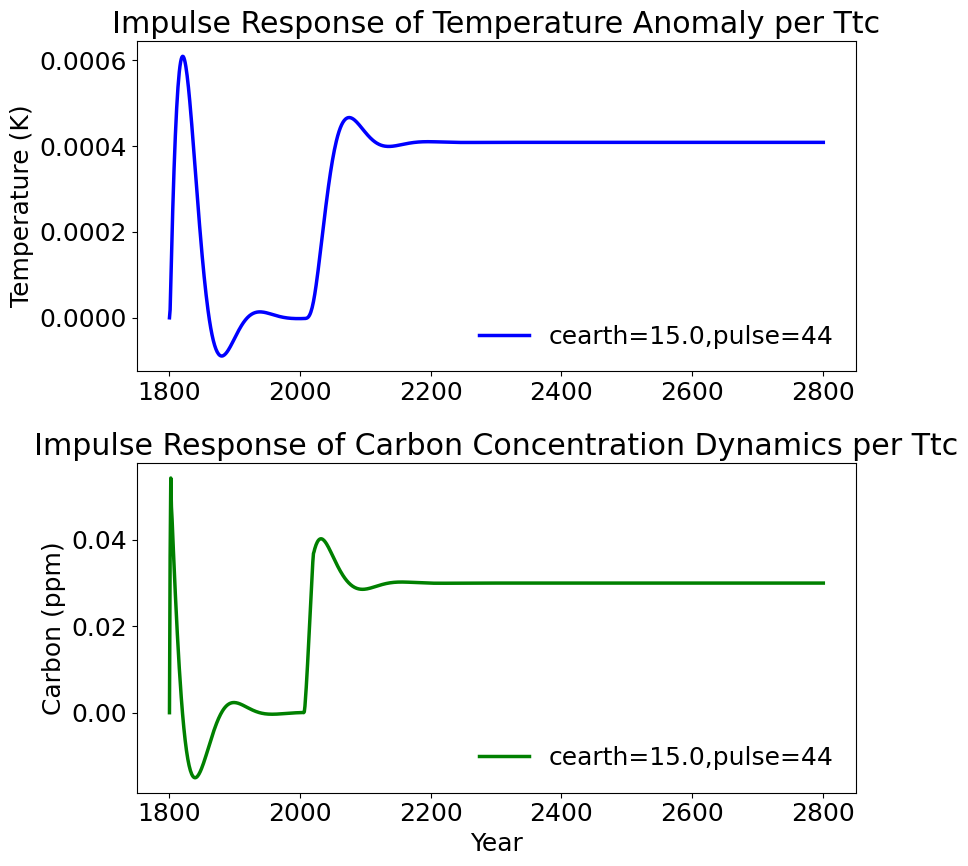 Impulse Response of Temperature Anomaly per Ttc
Temperature (K)
0.0006
0.0004
0.0002
0.0000
cearth=15.0,pulse=44
1800 2000 2200 2400 2600 2800
Impulse Response of Carbon Concentration Dynamics per Ttc
Carbon (ppm)
0.04
0.02
0.00
cearth=15.0,pulse=44
1800 2000 2200 2400 2600 2800
Year